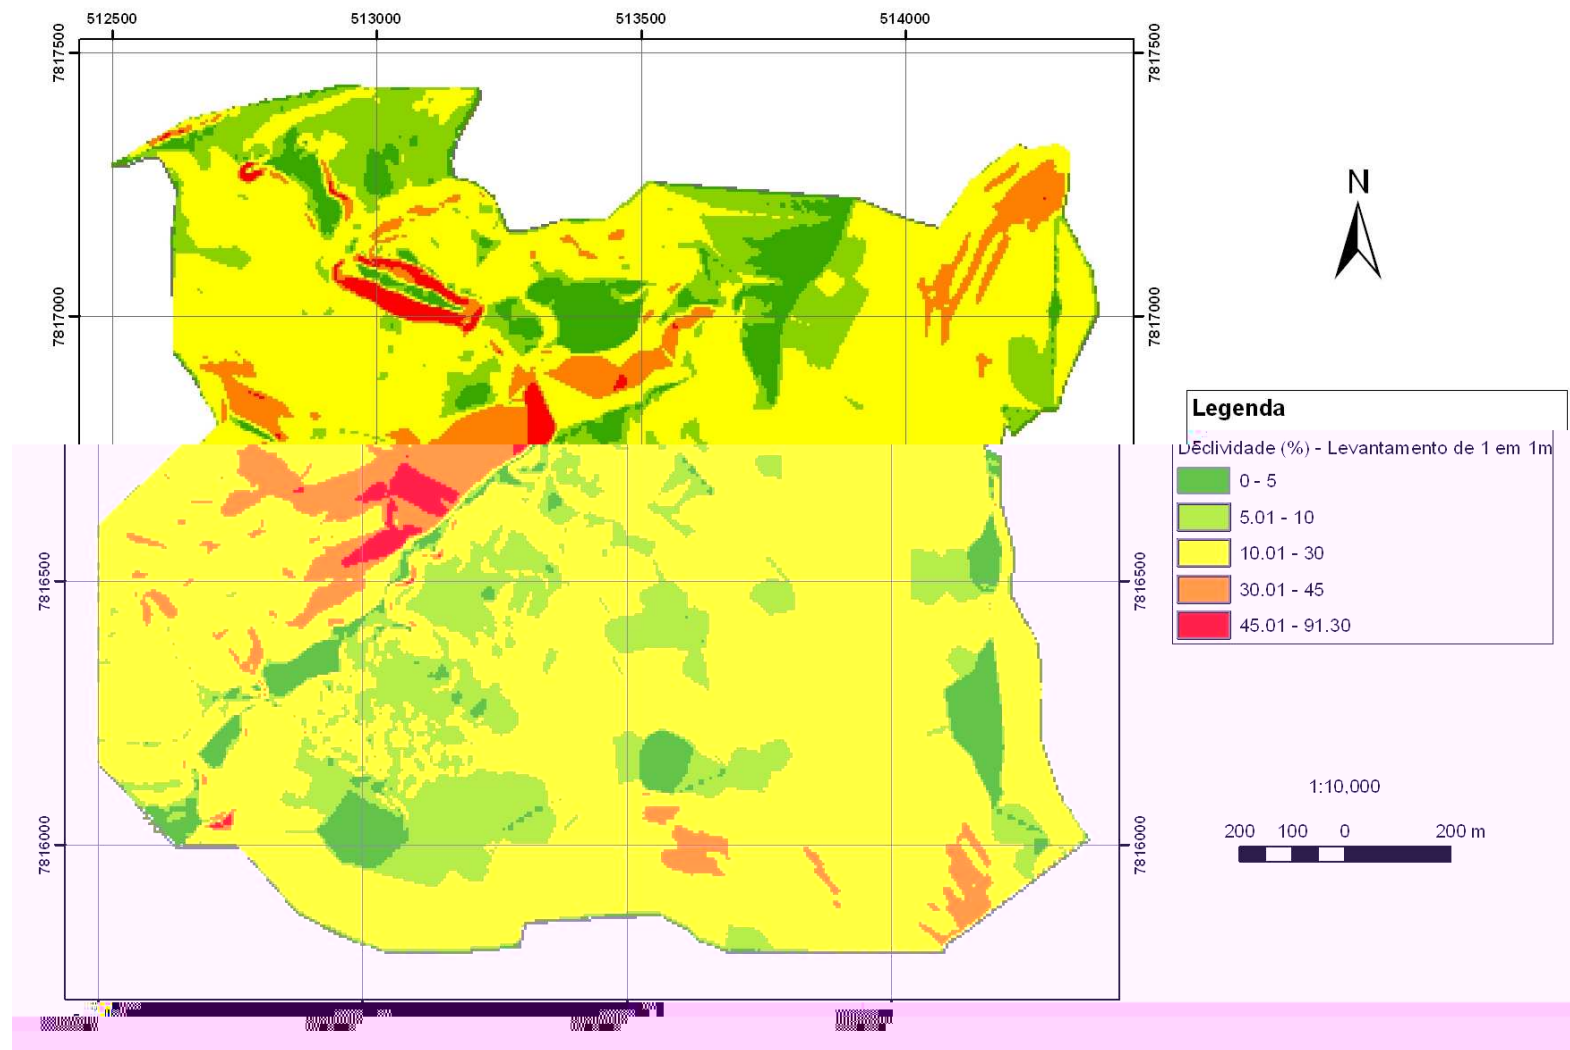 512500 513000 513500 514000
7817500 7817500
N
7817000 7817000
Legenda
Declividade (%) - Levantamento de 1 em 1m
0 - 5
5.01 - 10
10.01 - 30
30.01 - 45
45.01 - 91.30
7816500 7816500
1:10,000
200 100 0 200 m
7816000 7816000